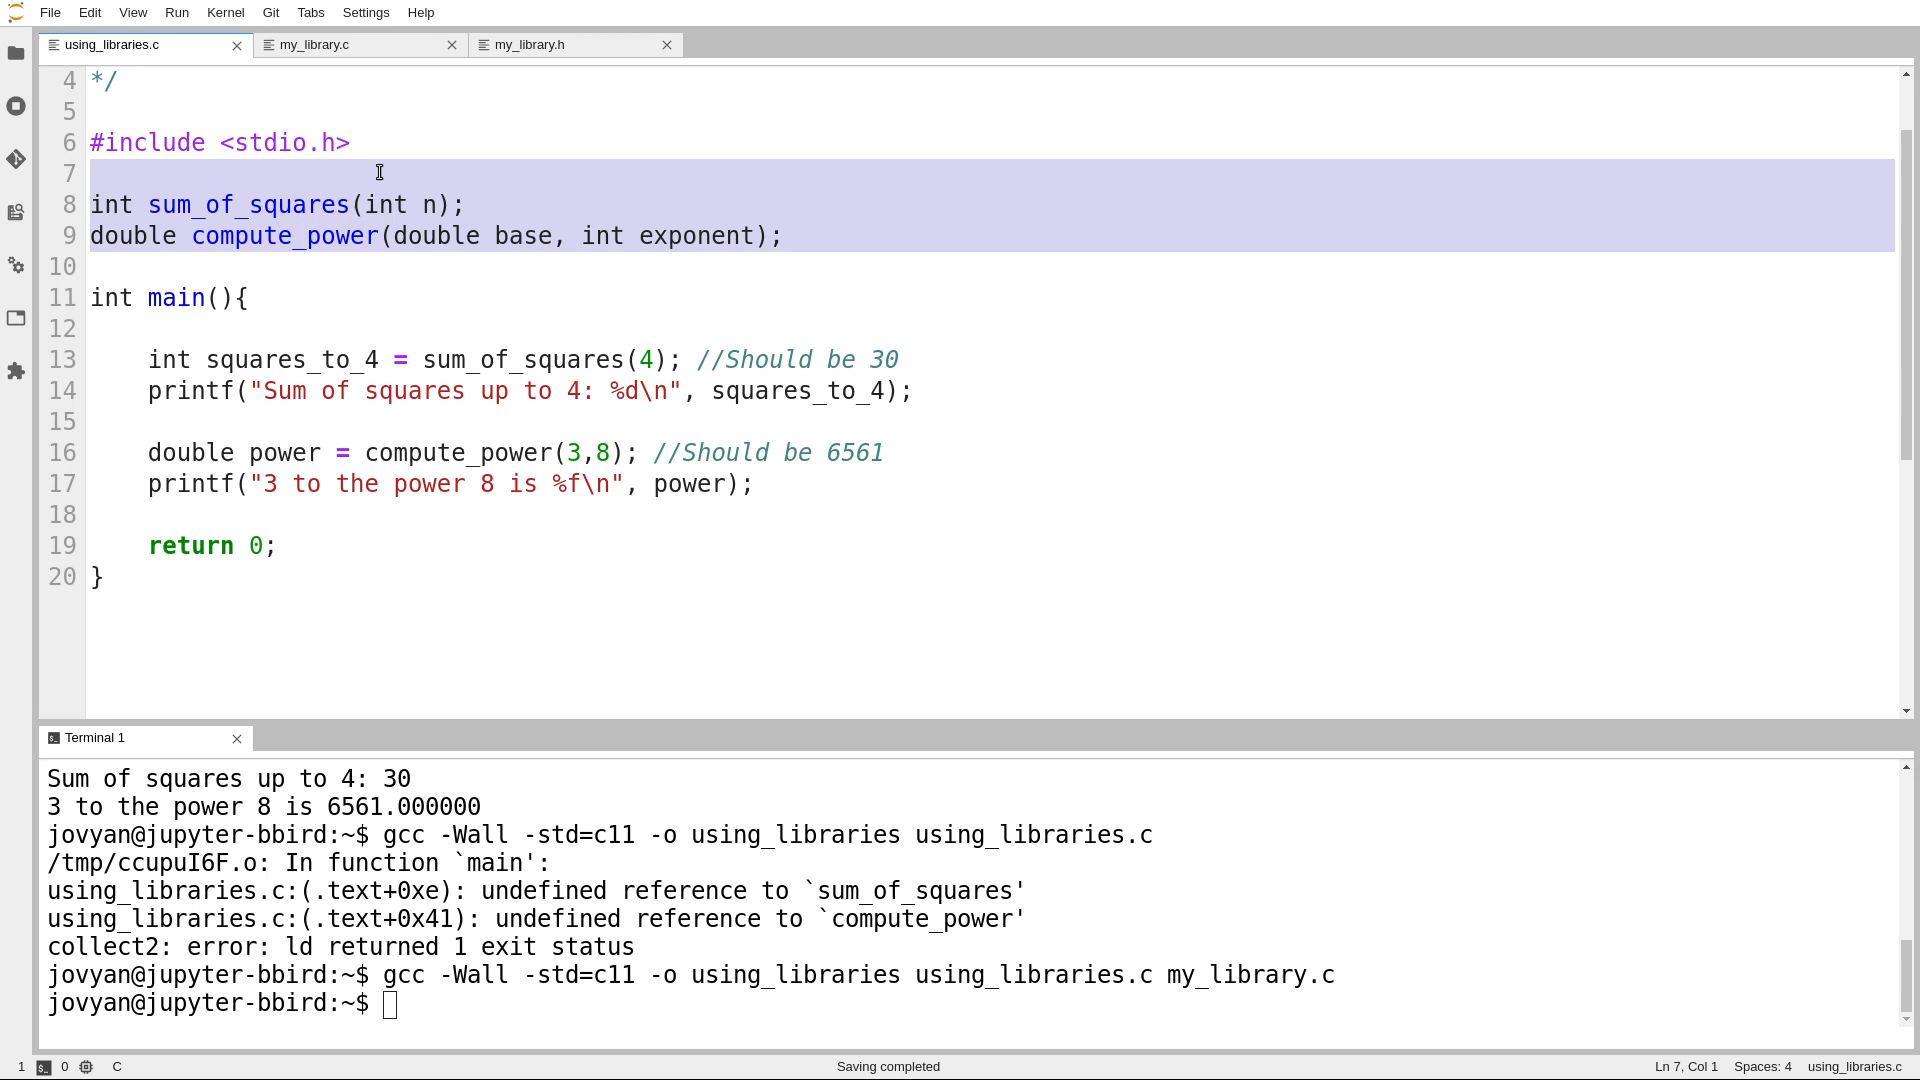 File Edit View Run Kernel Git Tabs Settings Help
using_libraries.c my_library.c my_library.h
4 */
5
6 #include <stdio.h>
7
8 int sum_of_squares(int n);
9 double compute_power(double base, int exponent);
10
11 int main(){
12
13     int squares_to_4 = sum_of_squares(4); //Should be 30
14     printf("Sum of squares up to 4: %d\n", squares_to_4);
15
16     double power = compute_power(3,8); //Should be 6561
17     printf("3 to the power 8 is %f\n", power);
18
19     return 0;
20 }
Terminal 1
Sum of squares up to 4: 30
3 to the power 8 is 6561.000000
jovyan@jupyter-bbird:~$ gcc -Wall -std=c11 -o using_libraries using_libraries.c
/tmp/ccupuI6F.o: In function `main':
using_libraries.c:(.text+0xe): undefined reference to `sum_of_squares'
using_libraries.c:(.text+0x41): undefined reference to `compute_power'
collect2: error: ld returned 1 exit status
jovyan@jupyter-bbird:~$ gcc -Wall -std=c11 -o using_libraries using_libraries.c my_library.c
jovyan@jupyter-bbird:~$
1 $_ 0 C Saving completed Ln 7, Col 1 Spaces: 4 using_libraries.c